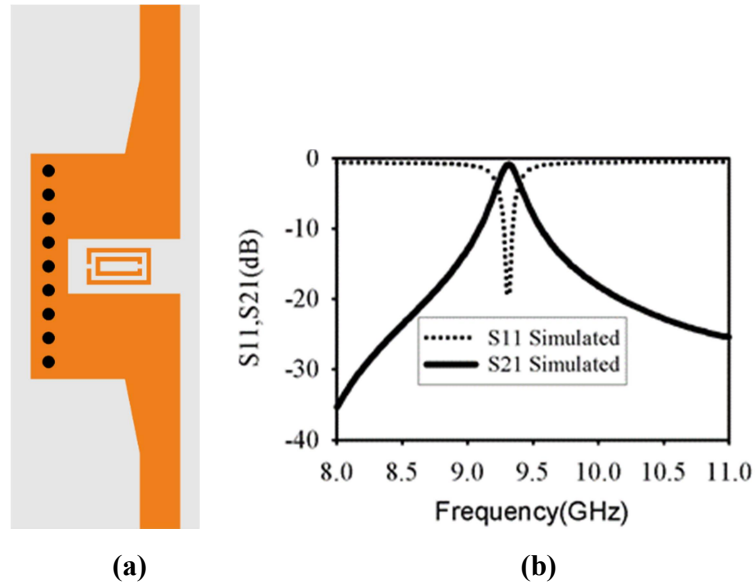 0
-10
-20
-30
-40
S11,S21(dB)
S11 Simulated
S21 Simulated
8.0 8.5 9.0 9.5 10.0 10.5 11.0
Frequency(GHz)
(a) (b)